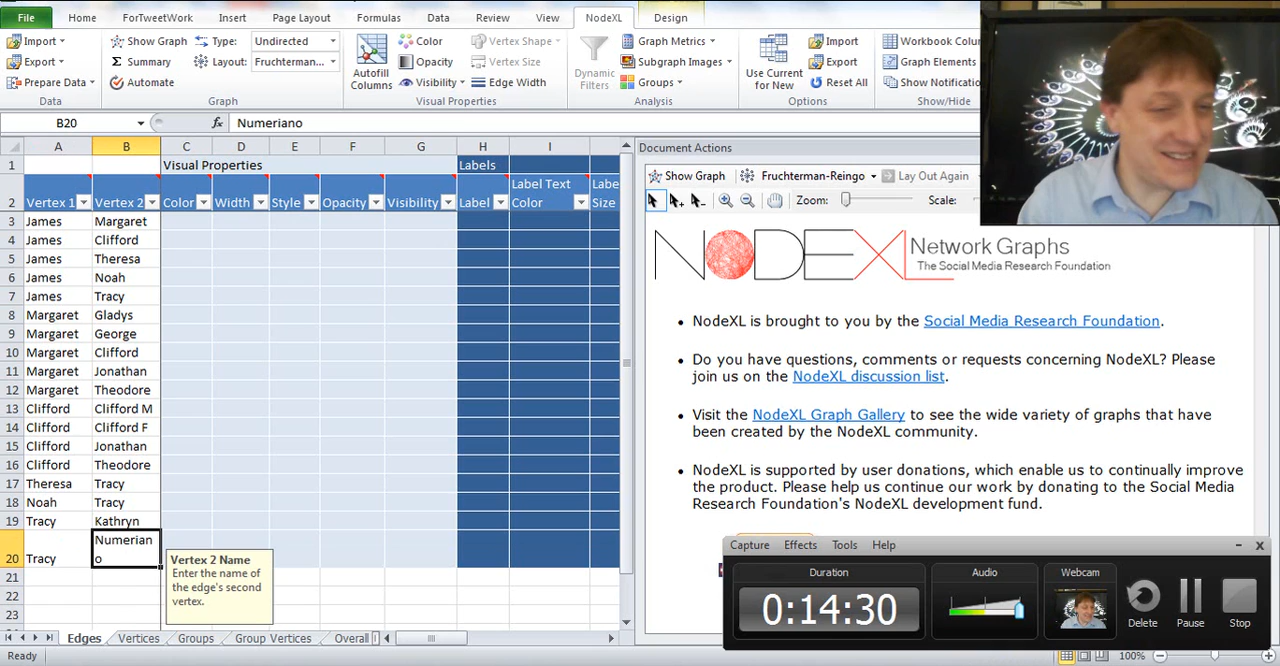 File Home ForTweetWork Insert Page Layout Formulas Data Review View NodeXL Design
Import Show Graph Type: Undirected Color Vertex Shape Graph Metrics Import Workbook Colu
Export Summary Layout: Fruchterman... Opacity Vertex Size Subgraph Images Export Graph Elements
Prepare Data Automate Autofill Columns Visibility Edge Width Dynamic Filters Groups Use Current for New Reset All Show Notificatio
Data Graph Visual Properties Analysis Options Show/Hide
B20 fx Numeriano
A B C D E F G H I
1 Visual Properties Labels
2 Vertex 1 Vertex 2 Color Width Style Opacity Visibility Label Label Text Color Labe Size
3 James Margaret
4 James Clifford
5 James Theresa
6 James Noah
7 James Tracy
8 Margaret Gladys
9 Margaret George
10 Margaret Clifford
11 Margaret Jonathan
12 Margaret Theodore
13 Clifford Clifford M
14 Clifford Clifford F
15 Clifford Jonathan
16 Clifford Theodore
17 Theresa Tracy
18 Noah Tracy
19 Tracy Kathryn
20 Tracy Numeriano
21
22
23
Vertex 2 Name
Enter the name of
the edge's second
vertex.
Edges Vertices Groups Group Vertices Overall
Ready
100%
Document Actions
Show Graph Fruchterman-Reingo Lay Out Again
Zoom: Scale:
NODEXL Network Graphs
The Social Media Research Foundation
• NodeXL is brought to you by the Social Media Research Foundation.
• Do you have questions, comments or requests concerning NodeXL? Please
join us on the NodeXL discussion list.
• Visit the NodeXL Graph Gallery to see the wide variety of graphs that have
been created by the NodeXL community.
• NodeXL is supported by user donations, which enable us to continually improve
the product. Please help us continue our work by donating to the Social Media
Research Foundation's NodeXL development fund.
Capture Effects Tools Help
Duration Audio Webcam
0:14:30
Delete Pause Stop